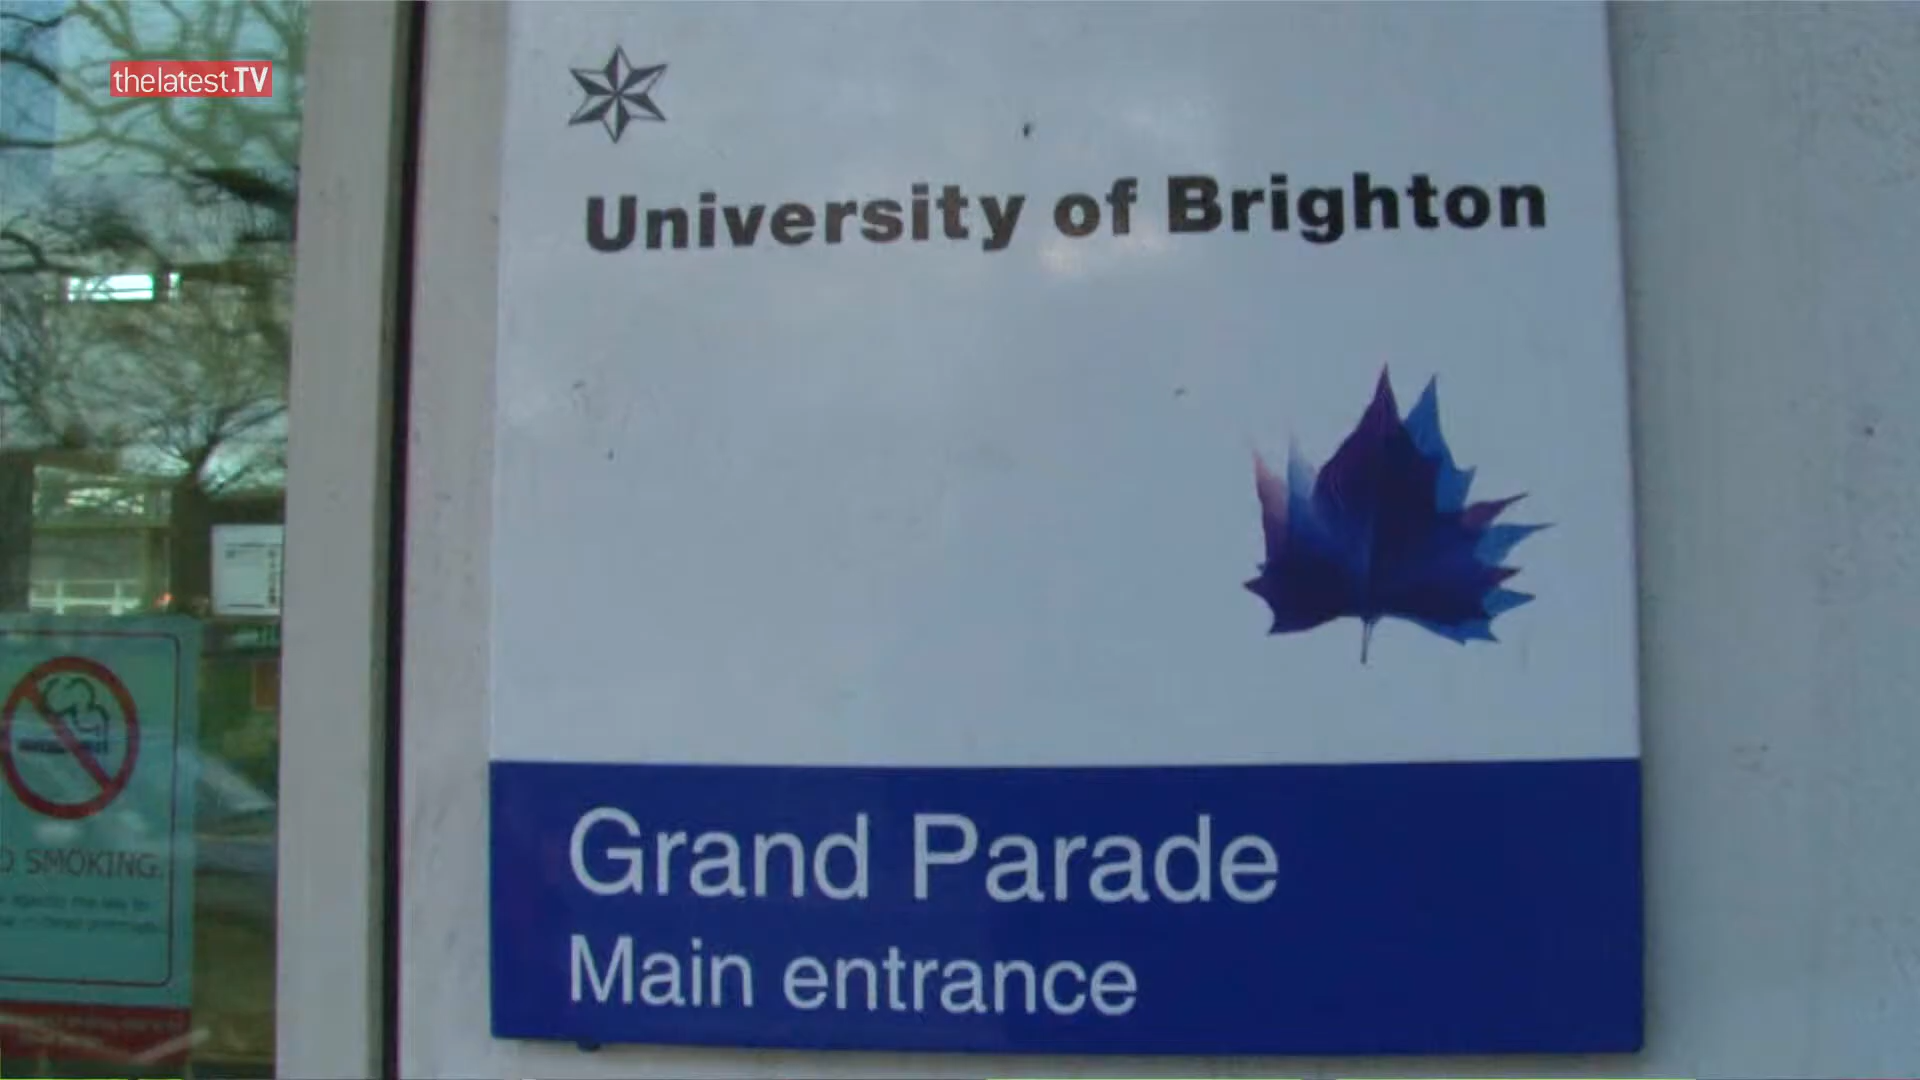 thelatest.TV
University of Brighton
Grand Parade
Main entrance
SMOKING